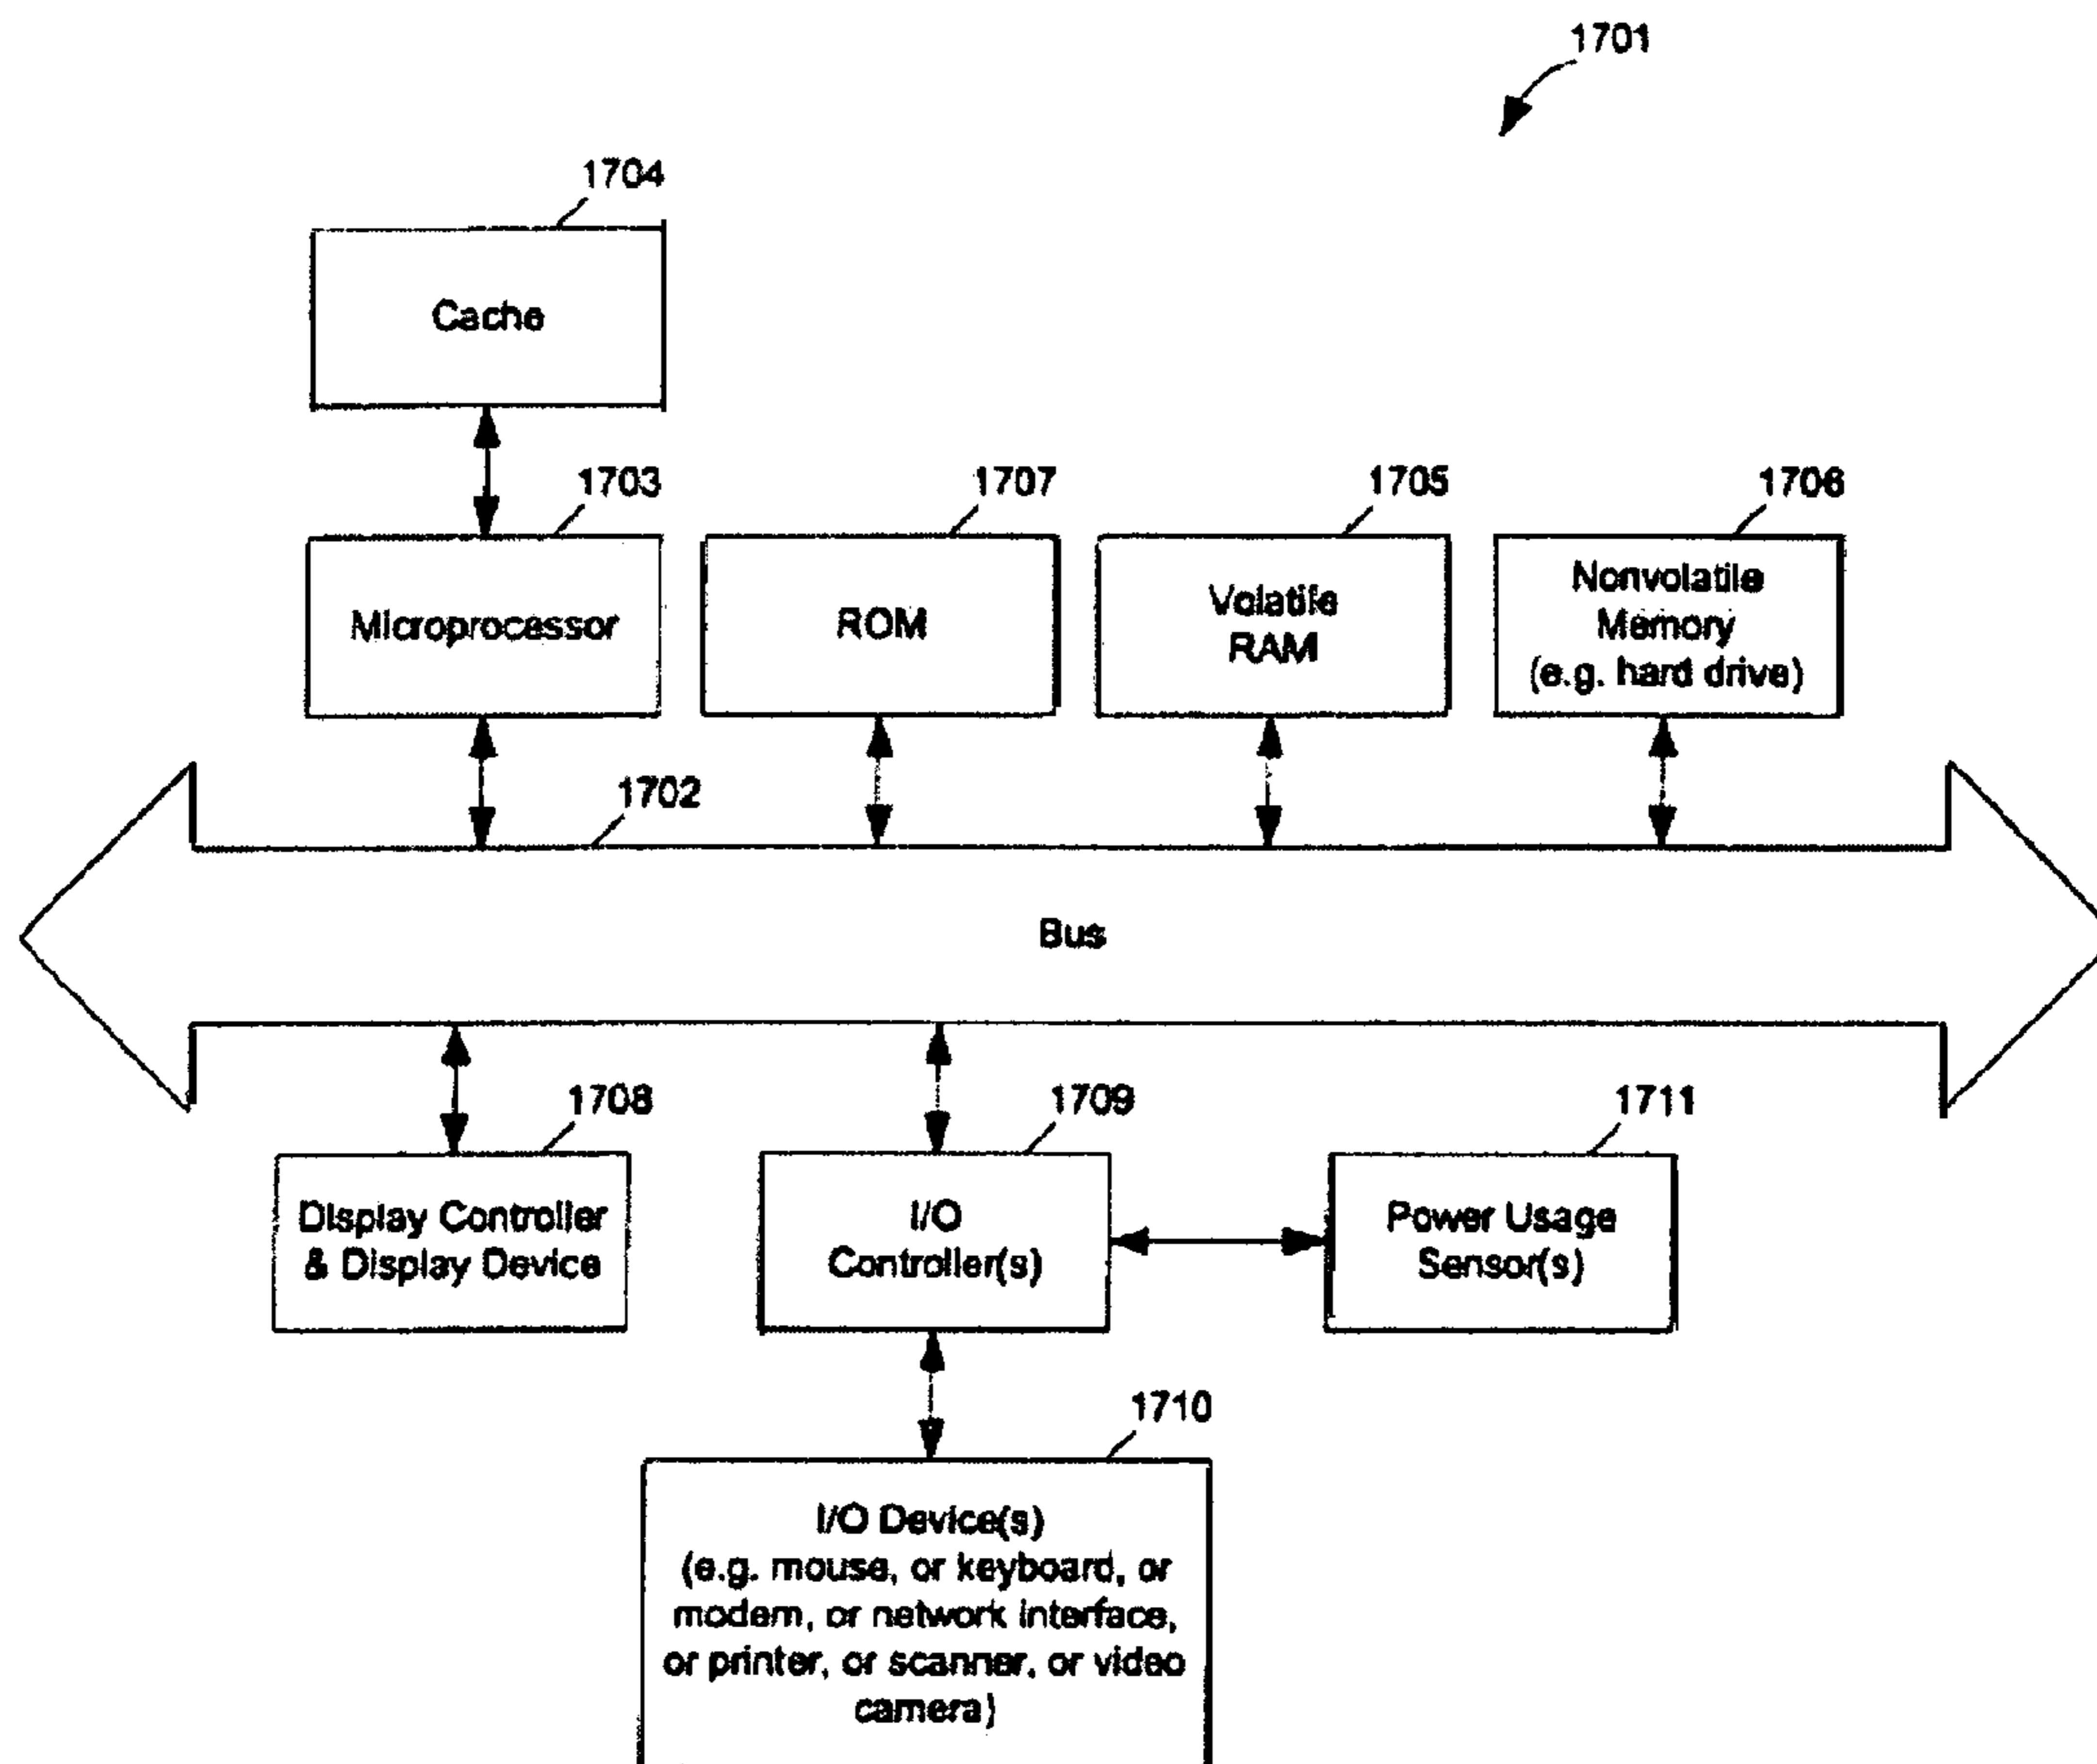 1701
1704
Cache
1703
1707
1705
1706
Microprocessor
ROM
Volatile
RAM
Nonvolatile
Memory
(e.g. hard drive)
1702
Bus
1708
1709
1711
Display Controller
& Display Device
I/O
Controller(s)
Power Usage
Sensor(s)
1710
I/O Device(s)
(e.g. mouse, or keyboard, or
modem, or network interface,
or printer, or scanner, or video
camera)